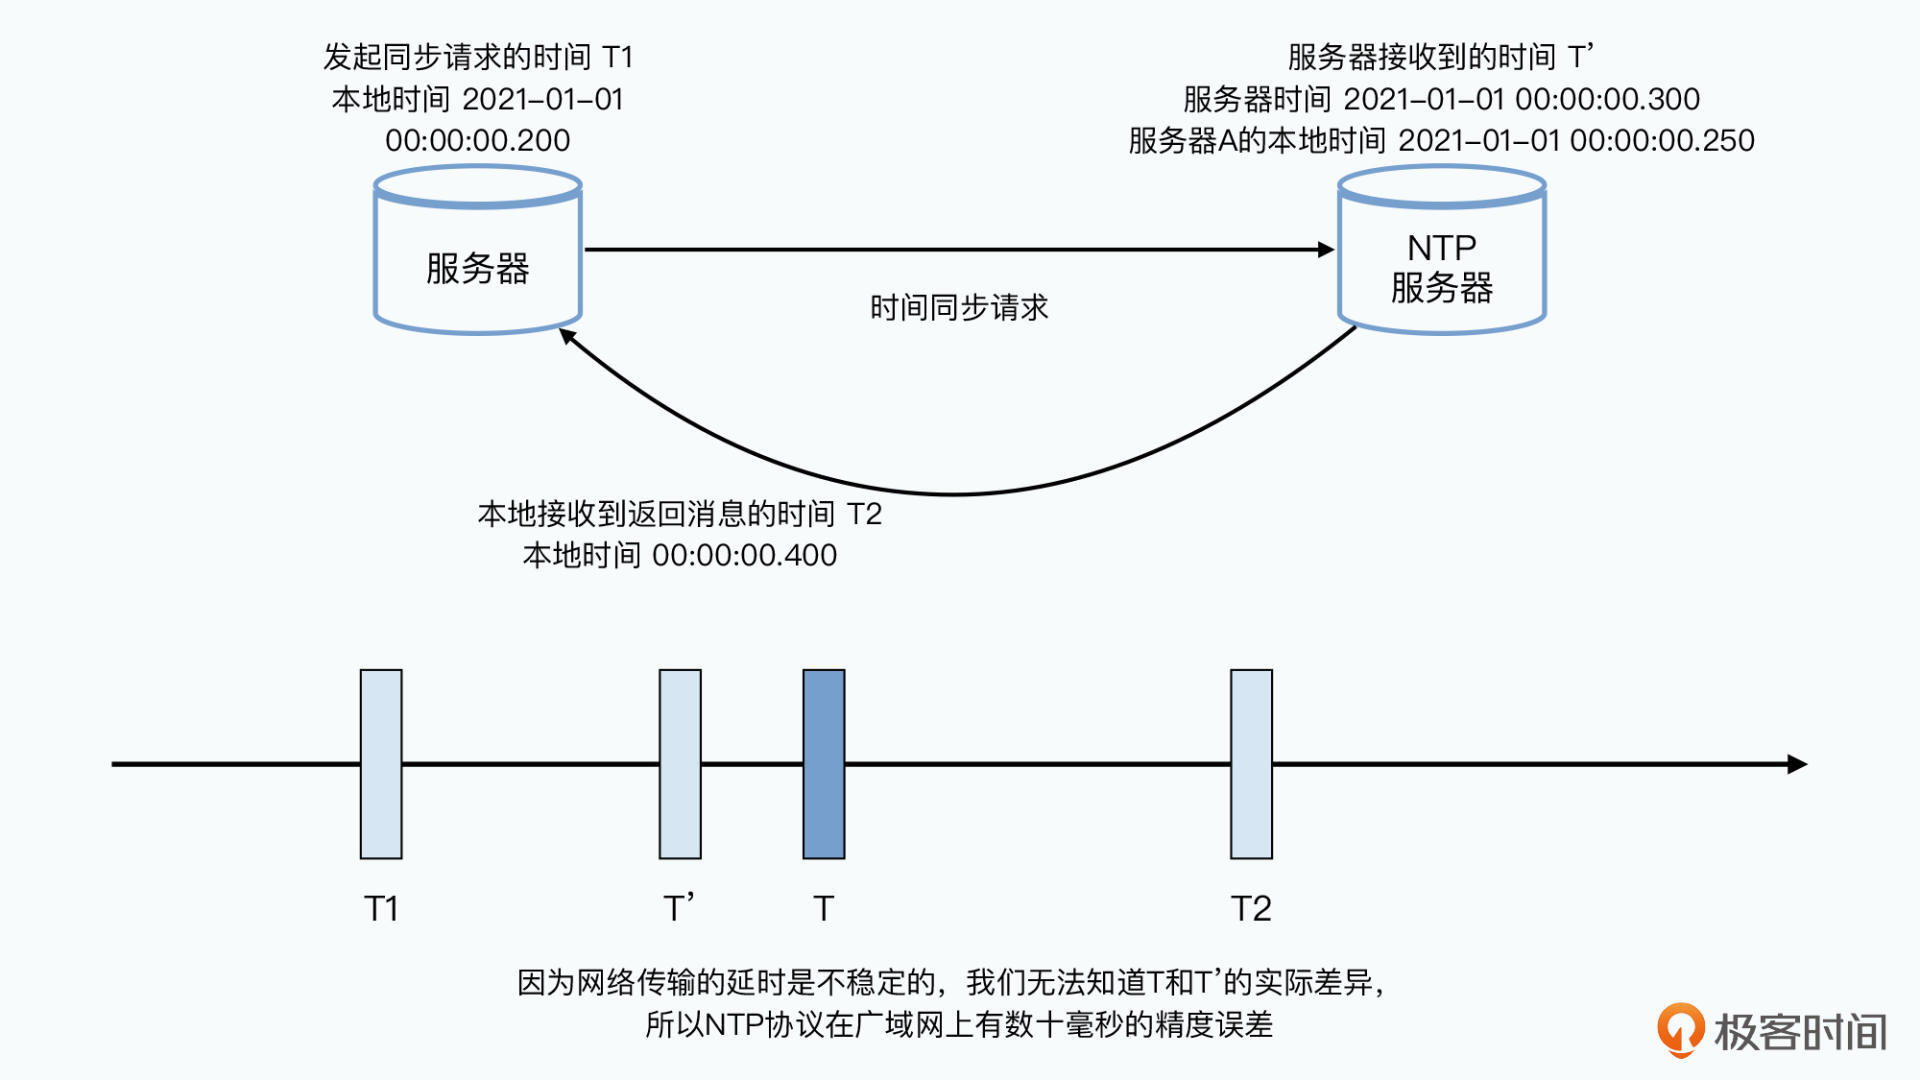 发起同步请求的时间 T1
本地时间 2021-01-01
00:00:00.200
服务器接收到的时间 T’
服务器时间 2021-01-01 00:00:00.300
服务器A的本地时间 2021-01-01 00:00:00.250
服务器
NTP
服务器
时间同步请求
本地接收到返回消息的时间 T2
本地时间 00:00:00.400
T1
T’
T
T2
因为网络传输的延时是不稳定的，我们无法知道T和T’的实际差异，
所以NTP协议在广域网上有数十毫秒的精度误差
极客时间